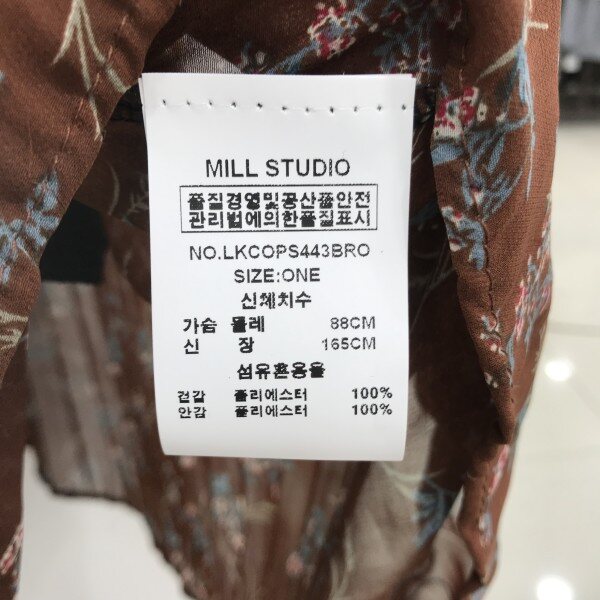 MILL STUDIO
품질경영및공산품안전
관리법에의한품질표시
NO.LKCOPS443BRO
SIZE:ONE
신체치수
가슴 둘레 88CM
신 장 165CM
섬유혼용율
겉감 폴리에스터 100%
안감 폴리에스터 100%